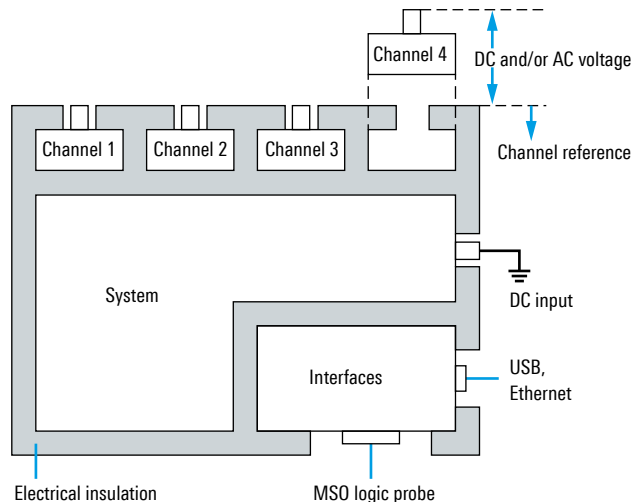 Channel 4
DC and/or AC voltage
Channel 1
Channel 2
Channel 3
Channel reference
System
DC input
Interfaces
USB,
Ethernet
Electrical insulation
MSO logic probe